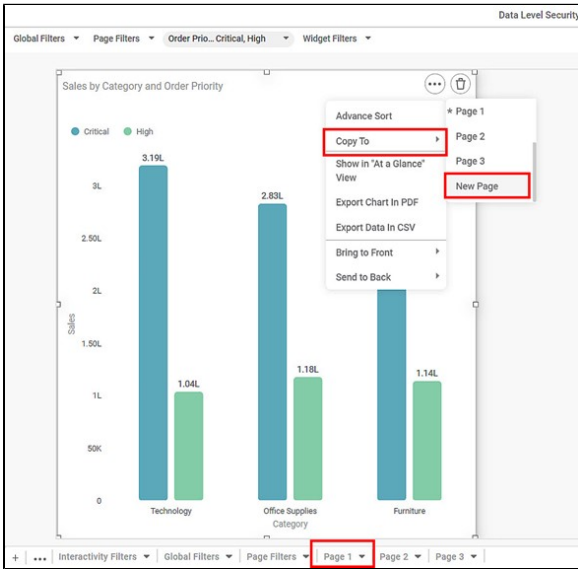 Data Level Security
Global Filters Page Filters Order Prio... Critical, High Widget Filters
Sales by Category and Order Priority
Critical High
Advance Sort
Copy To
Show in "At a Glance"
View
Export Chart In PDF
Export Data In CSV
Bring to Front
Send to Back
* Page 1
Page 2
Page 3
New Page
3.19L
2.83L
3L
2.50L
2L
1.50L
1L
50K
0
Sales
1.04L
1.18L
1.14L
Technology Office Supplies Furniture
Category
+ ... Interactivity Filters Global Filters Page Filters Page 1 Page 2 Page 3